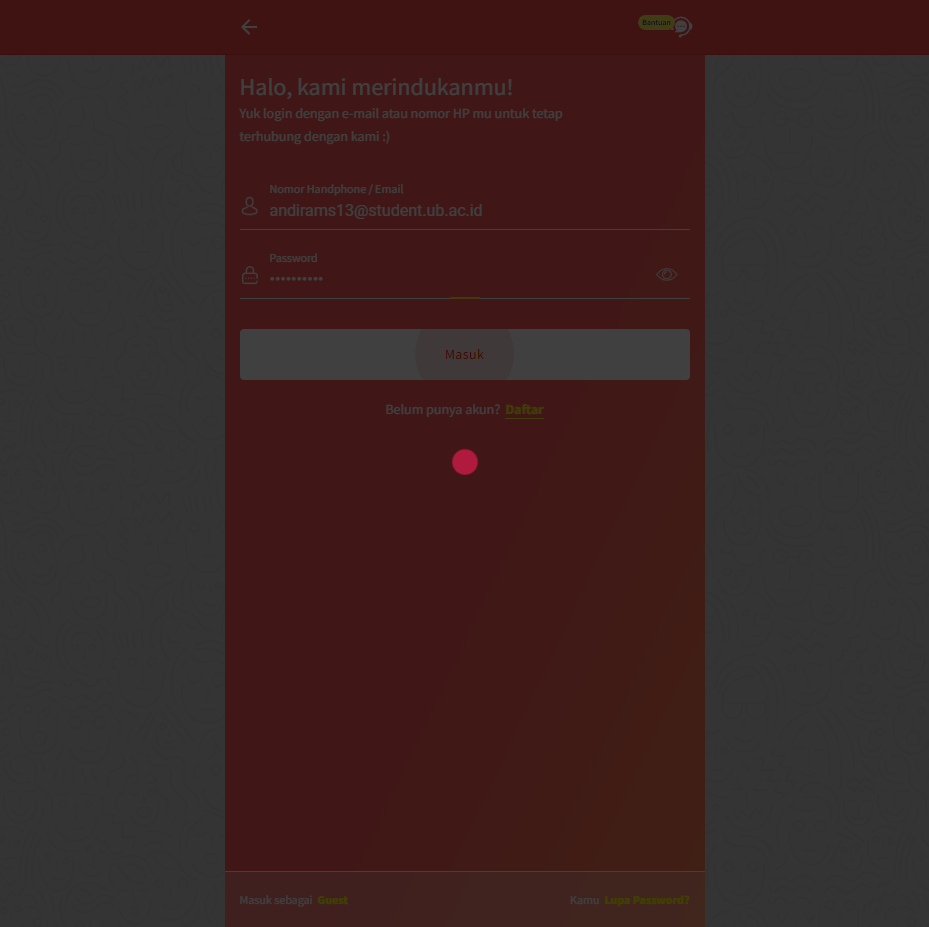 Bantuan
Halo, kami merindukanmu!
Yuk login dengan e-mail atau nomor HP mu untuk tetap
terhubung dengan kami :)
Nomor Handphone / Email
andirams13@student.ub.ac.id
Password
••••••••••
Masuk
Belum punya akun? Daftar
Masuk sebagai Guest
Kamu Lupa Password?